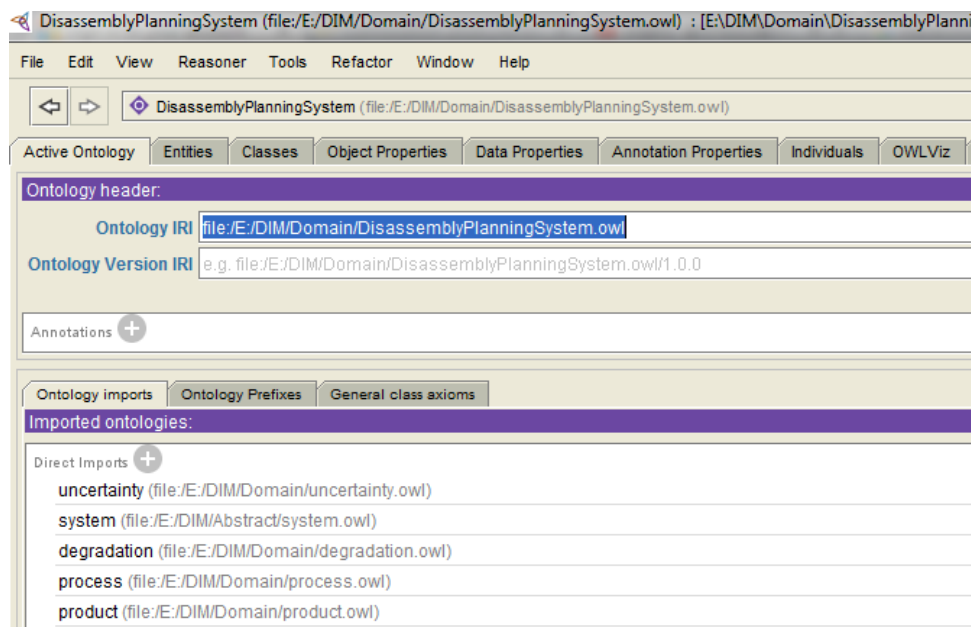 DisassemblyPlanningSystem (file:/E:/DIM/Domain/DisassemblyPlanningSystem.owl) : [E:\DIM\Domain\DisassemblyPlanni
File Edit View Reasoner Tools Refactor Window Help
DisassemblyPlanningSystem (file:/E:/DIM/Domain/DisassemblyPlanningSystem.owl)
Active Ontology Entities Classes Object Properties Data Properties Annotation Properties Individuals OWLViz
Ontology header:
Ontology IRI file:/E:/DIM/Domain/DisassemblyPlanningSystem.owl
Ontology Version IRI e.g. file:/E:/DIM/Domain/DisassemblyPlanningSystem.owl/1.0.0
Annotations
Ontology imports Ontology Prefixes General class axioms
Imported ontologies:
Direct Imports
uncertainty (file:/E:/DIM/Domain/uncertainty.owl)
system (file:/E:/DIM/Abstract/system.owl)
degradation (file:/E:/DIM/Domain/degradation.owl)
process (file:/E:/DIM/Domain/process.owl)
product (file:/E:/DIM/Domain/product.owl)